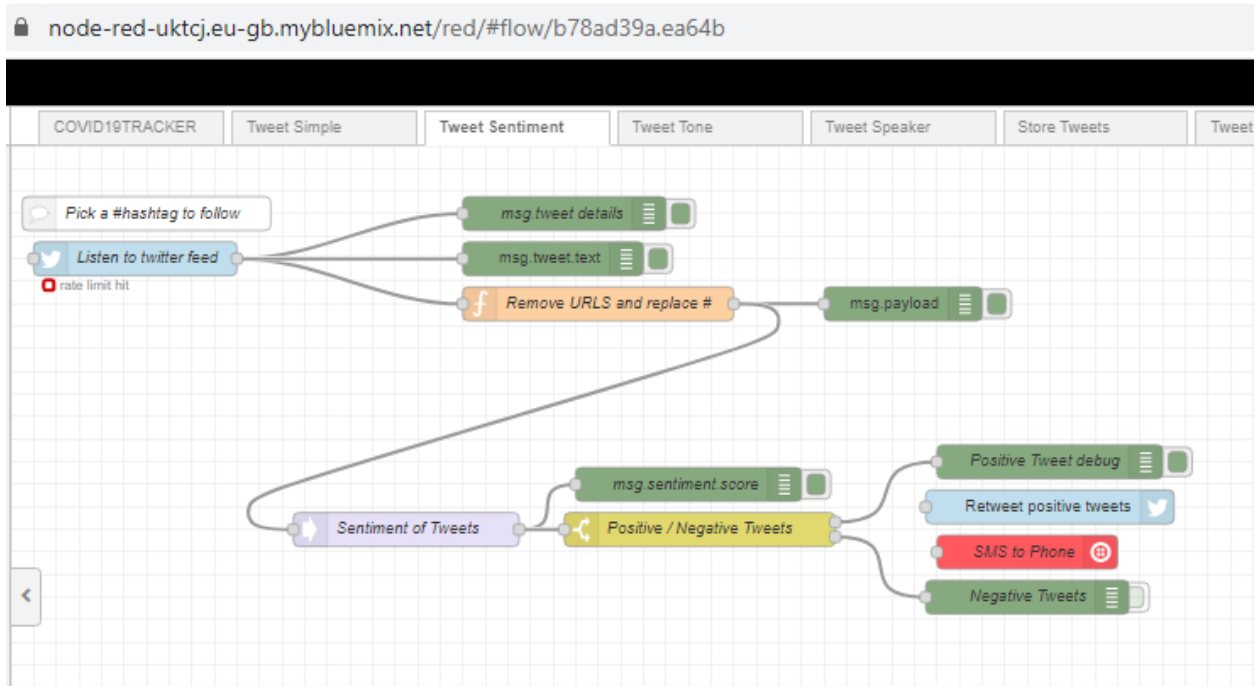 node-red-uktcj.eu-gb.mybluemix.net/red/#flow/b78ad39a.ea64b
COVID19TRACKER Tweet Simple Tweet Sentiment Tweet Tone Tweet Speaker Store Tweets Tweet
Pick a #hashtag to follow
msg.tweet details
Listen to twitter feed
msg.tweet.text
rate limit hit
Remove URLS and replace #
msg.payload
Positive Tweet debug
msg.sentiment.score
Retweet positive tweets
Sentiment of Tweets
Positive / Negative Tweets
SMS to Phone
Negative Tweets